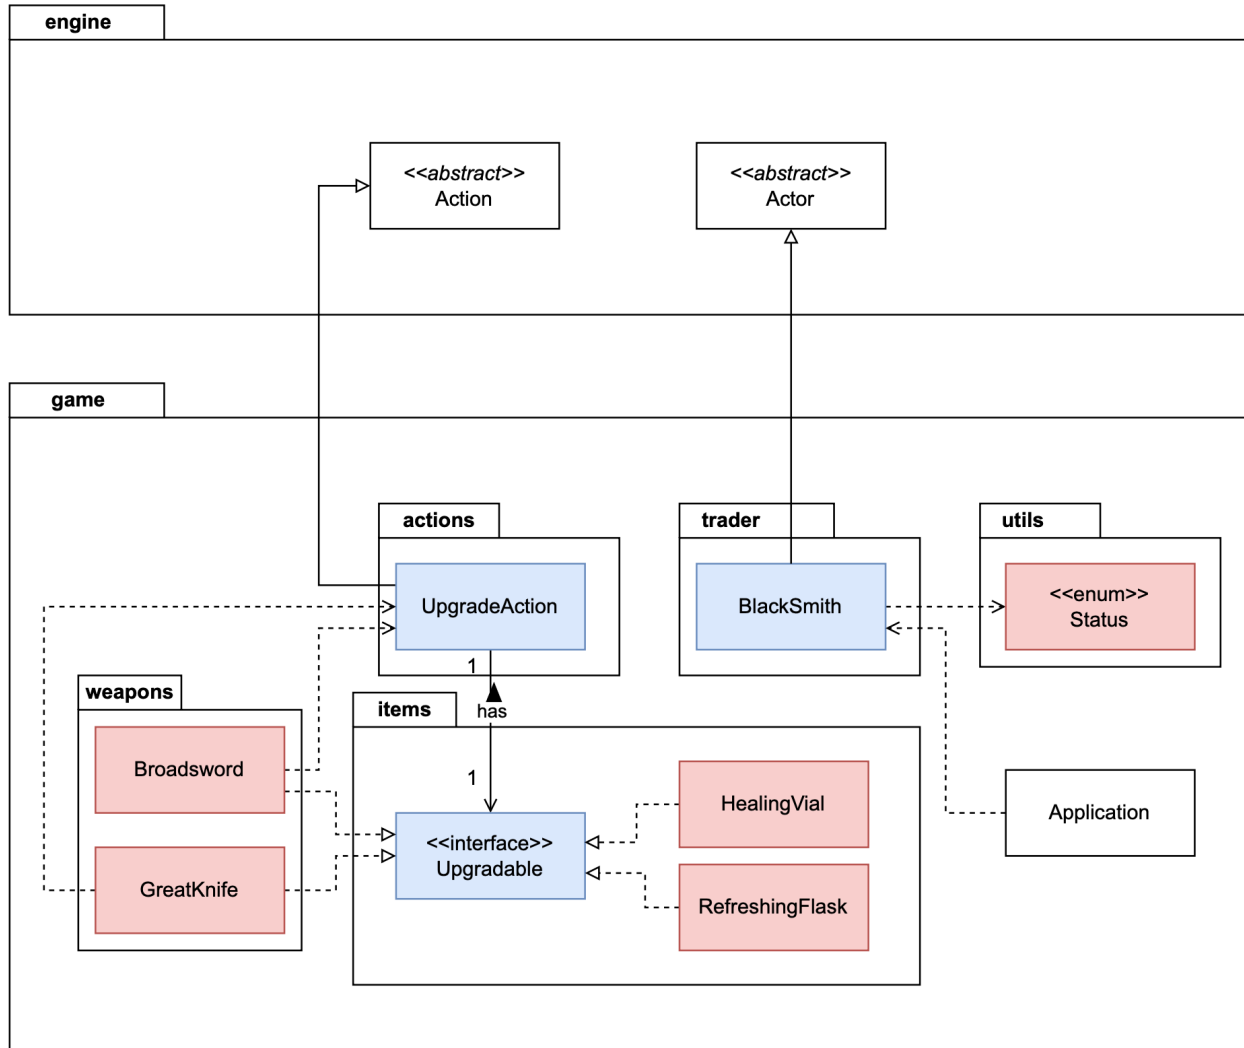 engine
<<abstract>>
Action
<<abstract>>
Actor
game
actions
UpgradeAction
trader
BlackSmith
utils
<<enum>>
Status
1
has
1
weapons
Broadsword
GreatKnife
items
<<interface>>
Upgradable
HealingVial
RefreshingFlask
Application